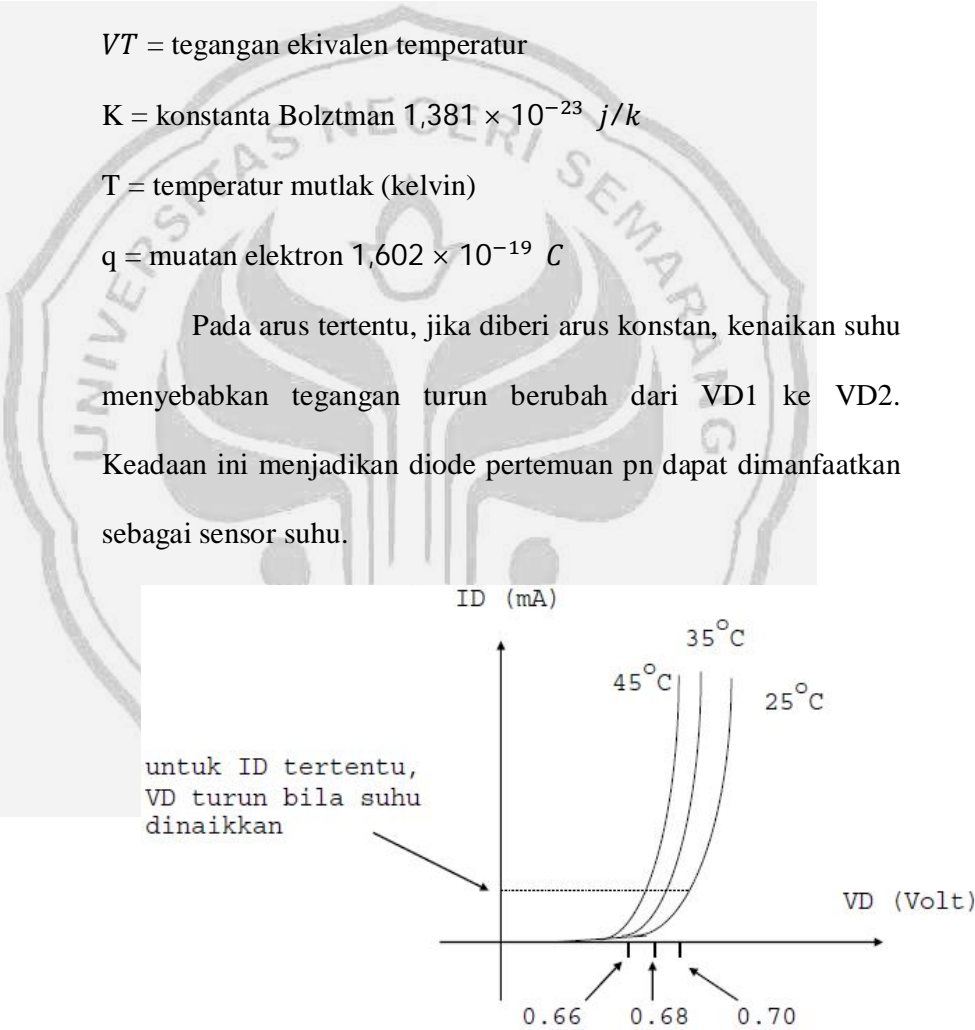 VT = tegangan ekivalen temperatur
K = konstanta Bolztman 1,381 × 10⁻²³ j/k
T = temperatur mutlak (kelvin)
q = muatan elektron 1,602 × 10⁻¹⁹ C
Pada arus tertentu, jika diberi arus konstan, kenaikan suhu
menyebabkan tegangan turun berubah dari VD1 ke VD2.
Keadaan ini menjadikan diode pertemuan pn dapat dimanfaatkan
sebagai sensor suhu.
ID (mA)
35°C
45°C
25°C
untuk ID tertentu,
VD turun bila suhu
dinaikkan
VD (Volt)
0.66 0.68 0.70
UNIVERSITAS NEGERI SEMARANG